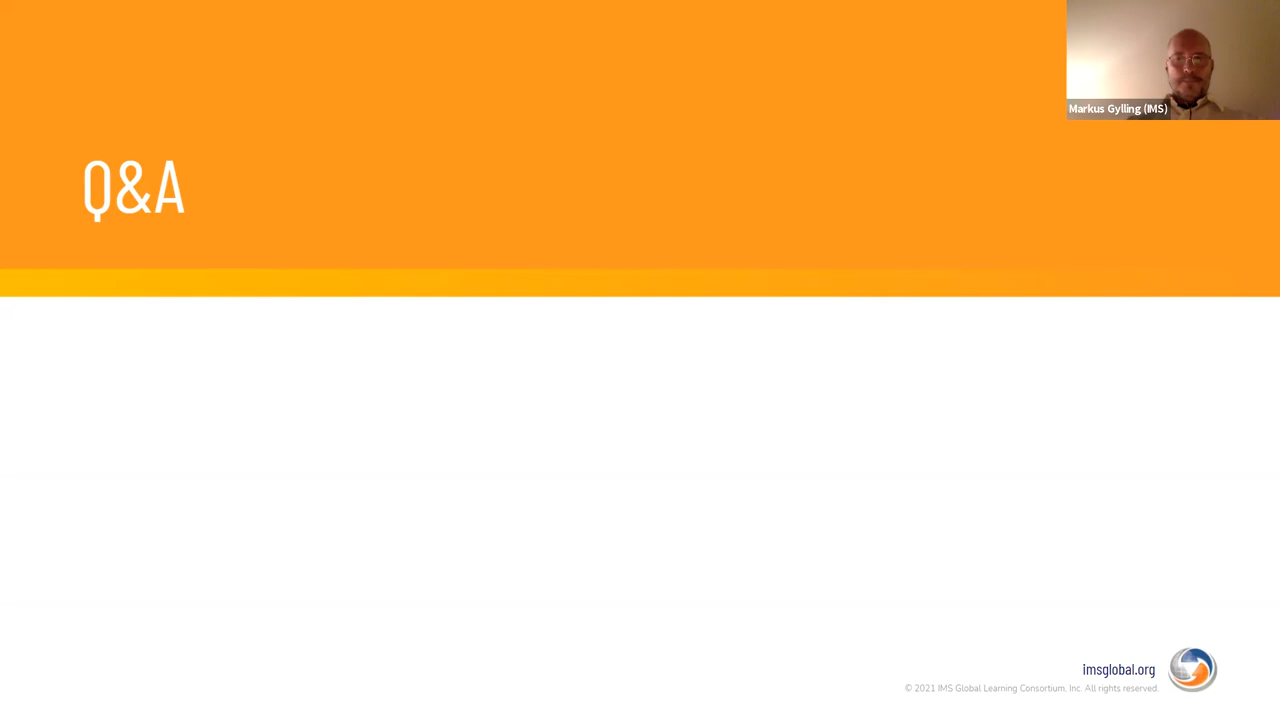 Markus Gylling (IMS)
Q&A
imsglobal.org
© 2021 IMS Global Learning Consortium, Inc. All rights reserved.